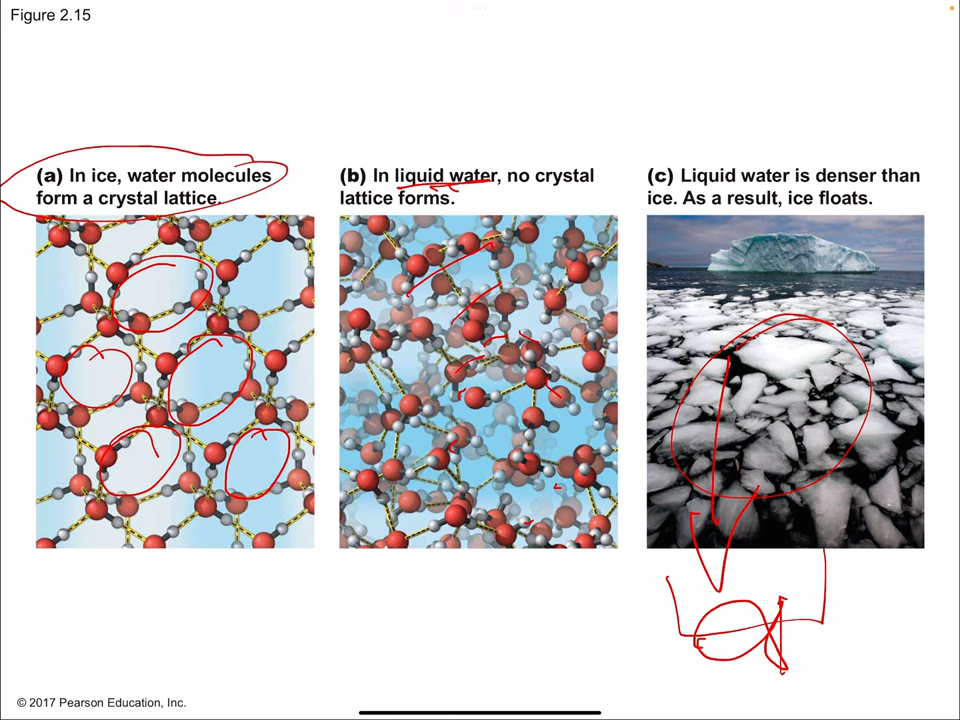 Figure 2.15
(a) In ice, water molecules
form a crystal lattice.
(b) In liquid water, no crystal
lattice forms.
(c) Liquid water is denser than
ice. As a result, ice floats.
© 2017 Pearson Education, Inc.